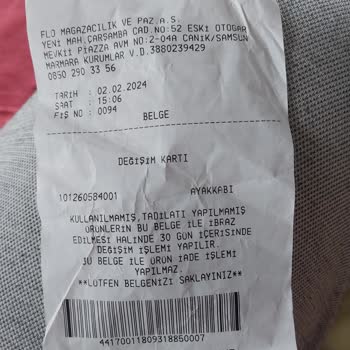 FLO MAGAZACILIK VE PAZ.A.S.
YENİ MAH.ÇARŞAMBA CAD.NO:52 ESKİ OTOGAR
MEVKİİ PİAZZA AVM NO:2-04A CANİK/SAMSUN
MARMARA KURUMLAR V.D.3880239429
0850 290 33 56
TARİH : 02.02.2024
SAAT : 15:06
FİŞ NO : 0094
BELGE
DEĞİŞİM KARTI
101260584001 AYAKKABI
KULLANILMAMIŞ,TADİLATI YAPILMAMIŞ
ÜRÜNLERİN BU BELGE İLE İBRAZ
EDİLMESİ HALİNDE 30 GÜN İÇERİSİNDE
DEĞİŞİM İŞLEMİ YAPILIR.
BU BELGE İLE ÜRÜN İADE İŞLEMİ
YAPILMAZ.
**LÜTFEN BELGENİZİ SAKLAYINIZ**
44170011809318850007